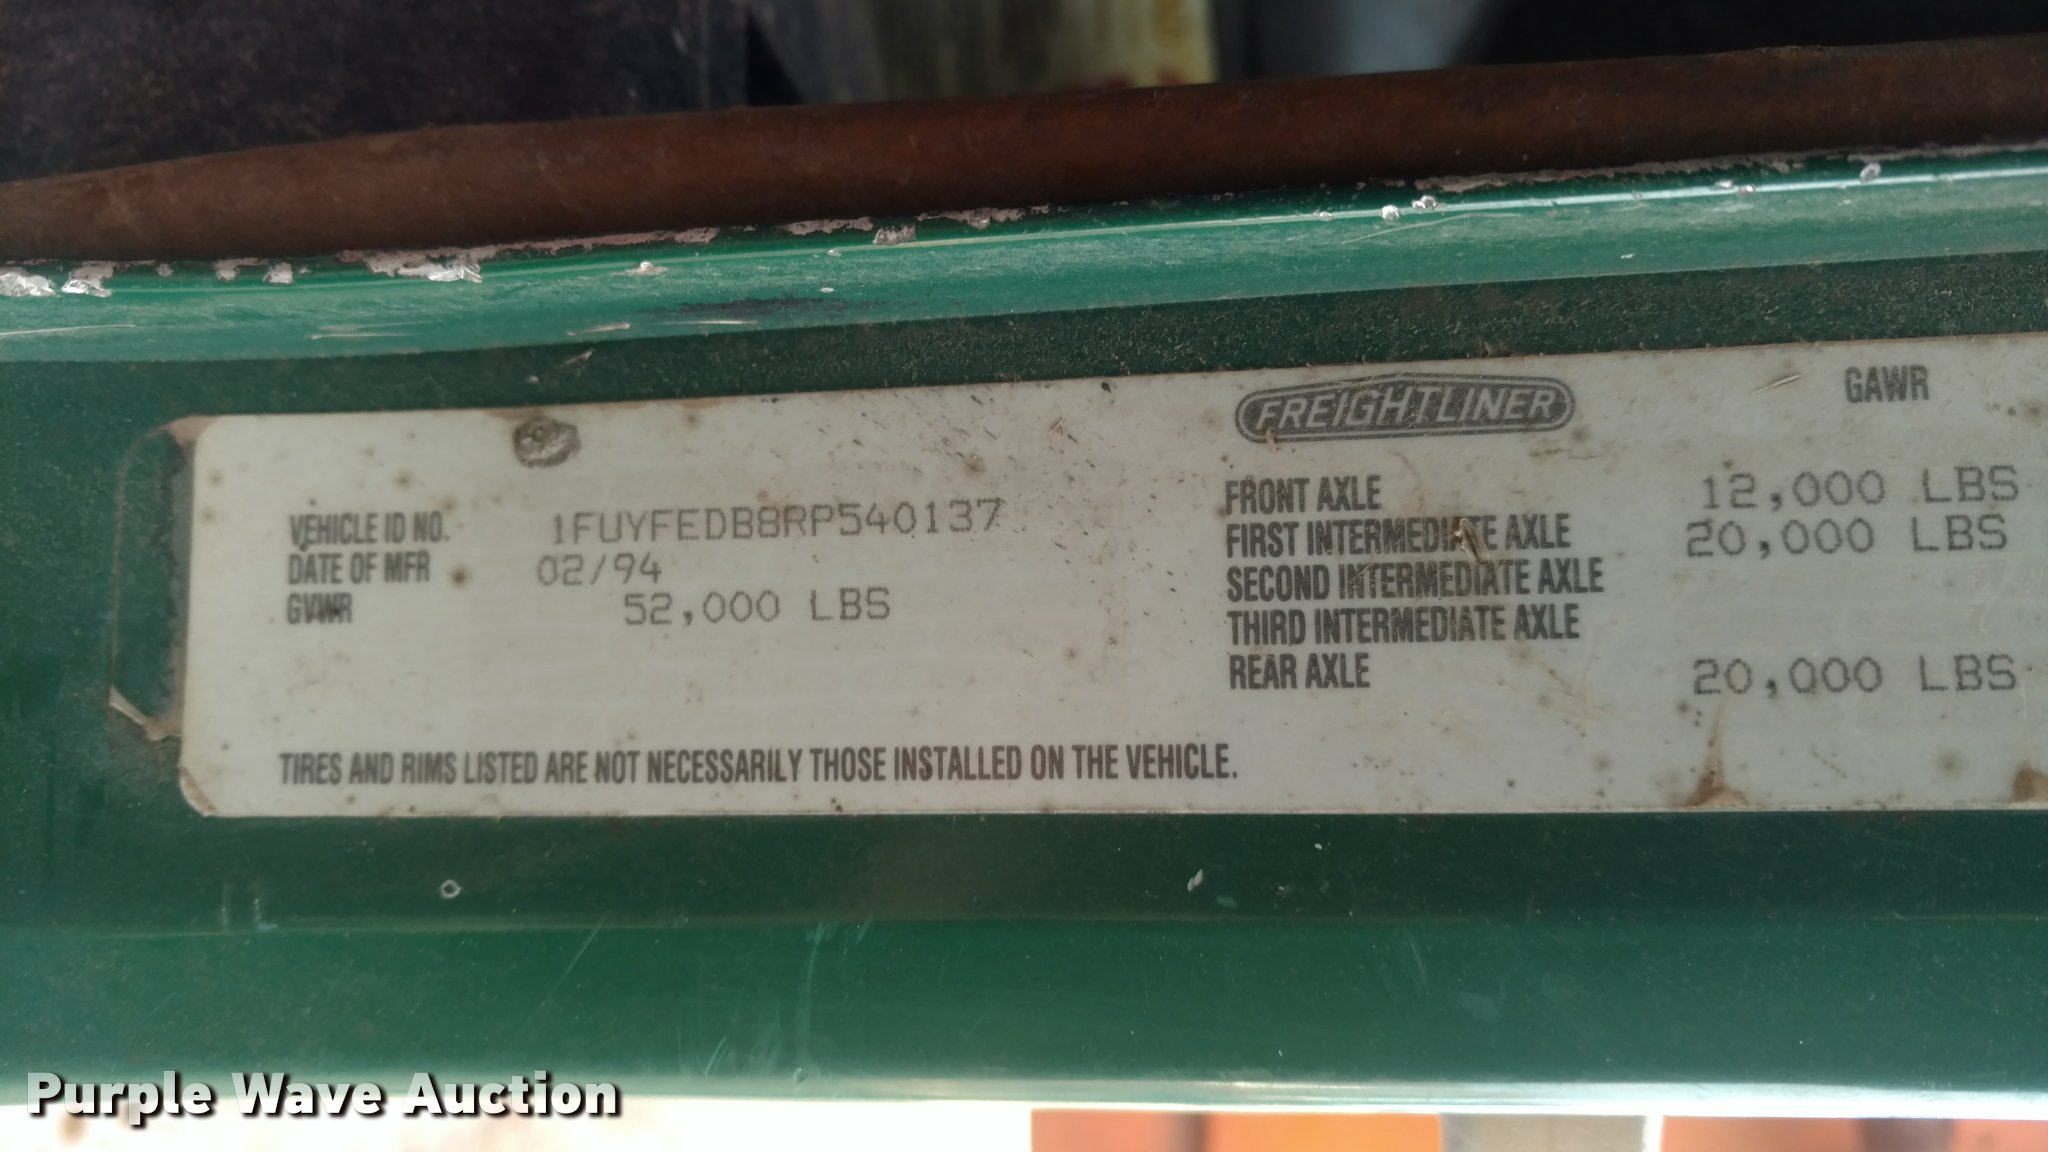 FREIGHTLINER
GAWR
VEHICLE ID NO. 1FUYFEDB8RP540137
DATE OF MFR 02/94
GVWR 52,000 LBS
FRONT AXLE 12,000 LBS
FIRST INTERMEDIATE AXLE 20,000 LBS
SECOND INTERMEDIATE AXLE
THIRD INTERMEDIATE AXLE
REAR AXLE 20,000 LBS
TIRES AND RIMS LISTED ARE NOT NECESSARILY THOSE INSTALLED ON THE VEHICLE.
Purple Wave Auction